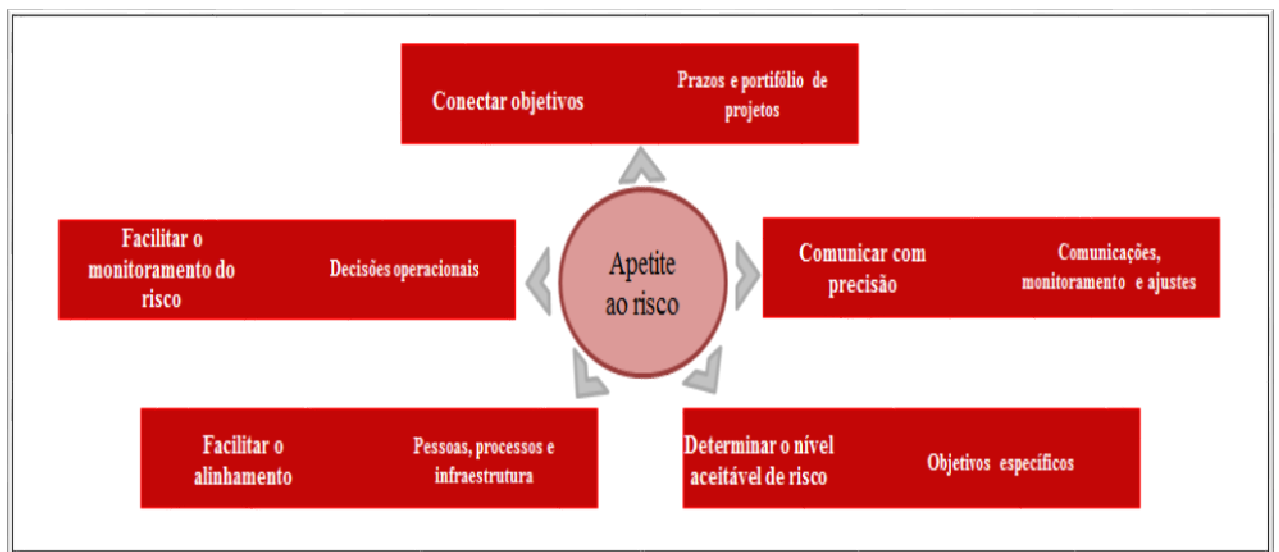 Conectar objetivos
Prazos e portifólio de
projetos
Facilitar o
monitoramento do
risco
Decisões operacionais
Apetite
ao risco
Comunicar com
precisão
Comunicações,
monitoramento e ajustes
Facilitar o
alinhamento
Pessoas, processos e
infraestrutura
Determinar o nível
aceitável de risco
Objetivos específicos